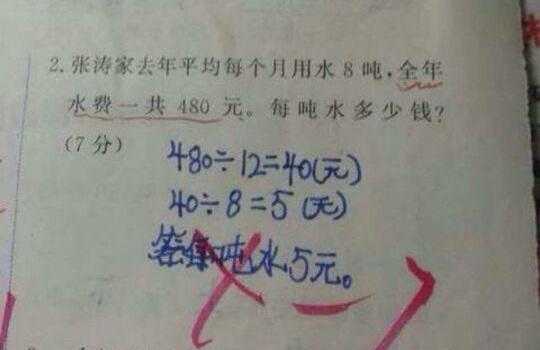 2. 张涛家去年平均每个月用水 8 吨，全年
水费一共 480 元。每吨水多少钱？
（7 分）
480÷12=40(元)
40÷8=5(元)
答:每吨水5元。